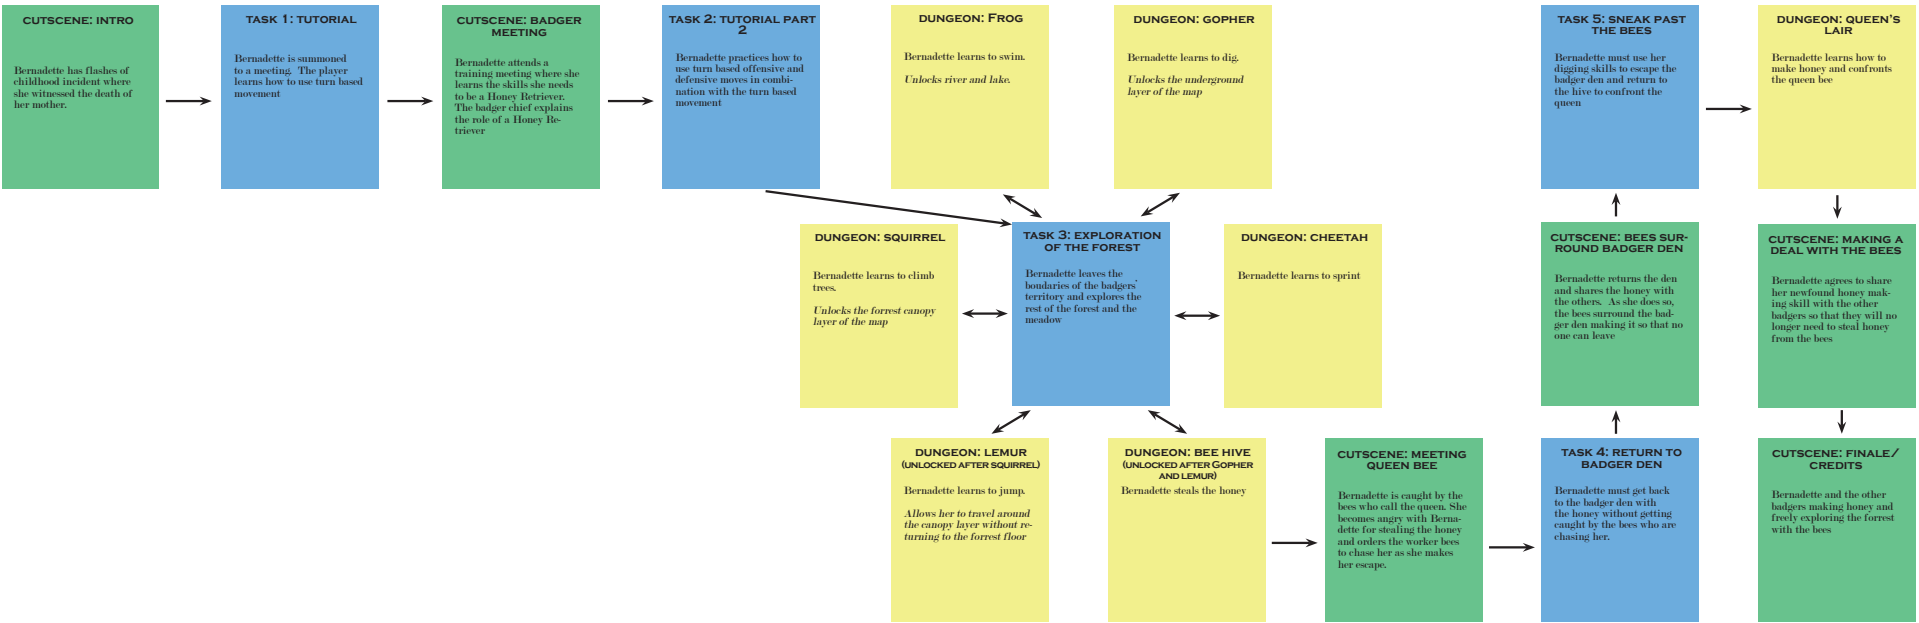 CUTSCENE: INTRO
Bernadette has flashes of
childhood incident where
she witnessed the death of
her mother.
TASK 1: TUTORIAL
Bernadette is summoned
to a meeting. The player
learns how to use turn based
movement
CUTSCENE: BADGER
MEETING
Bernadette attends a
training meeting where she
learns the skills she needs
to be a Honey Retriever.
The badger chief explains
the role of a Honey Re-
triever
TASK 2: TUTORIAL PART
2
Bernadette practices how to
use turn based offensive and
defensive moves in combi-
nation with the turn based
movement
DUNGEON: FROG
Bernadette learns to swim.
Unlocks river and lake.
DUNGEON: GOPHER
Bernadette learns to dig.
Unlocks the underground
layer of the map
DUNGEON: SQUIRREL
Bernadette learns to climb
trees.
Unlocks the forrest canopy
layer of the map
TASK 3: EXPLORATION
OF THE FOREST
Bernadette leaves the
boudaries of the badgers'
territory and explores the
rest of the forest and the
meadow
DUNGEON: CHEETAH
Bernadette learns to sprint
DUNGEON: LEMUR
(UNLOCKED AFTER SQUIRREL)
Bernadette learns to jump.
Allows her to travel around
the canopy layer without re-
turning to the forrest floor
DUNGEON: BEE HIVE
(UNLOCKED AFTER GOPHER
AND LEMUR)
Bernadette steals the honey
CUTSCENE: MEETING
QUEEN BEE
Bernadette is caught by the
bees who call the queen. She
becomes angry with Berna-
dette for stealing the honey
and orders the worker bees
to chase her as she makes
her escape.
TASK 4: RETURN TO
BADGER DEN
Bernadette must get back
to the badger den with
the honey without getting
caught by the bees who are
chasing her.
CUTSCENE: BEES SUR-
ROUND BADGER DEN
Bernadette returns the den
and shares the honey with
the others. As she does so,
the bees surround the bad-
ger den making it so that no
one can leave
TASK 5: SNEAK PAST
THE BEES
Bernadette must use her
digging skills to escape the
badger den and return to
the hive to confront the
queen
DUNGEON: QUEEN'S
LAIR
Bernadette learns how to
make honey and confronts
the queen bee
CUTSCENE: MAKING A
DEAL WITH THE BEES
Bernadette agrees to share
her newfound honey mak-
ing skill with the other
badgers so that they will no
longer need to steal honey
from the bees
CUTSCENE: FINALE/
CREDITS
Bernadette and the other
badgers making honey and
freely exploring the forrest
with the bees